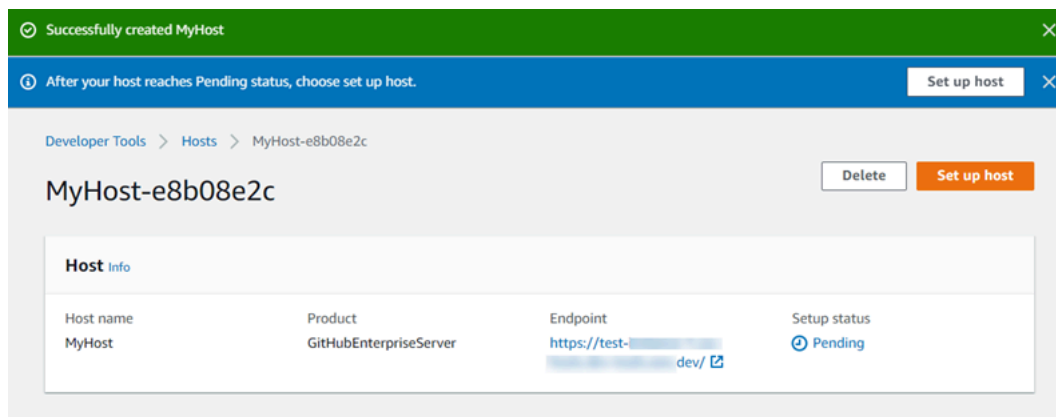 Successfully created MyHost
After your host reaches Pending status, choose set up host.
Set up host
Developer Tools > Hosts > MyHost-e8b08e2c
MyHost-e8b08e2c
Delete
Set up host
Host Info
Host name
Product
Endpoint
Setup status
MyHost
GitHubEnterpriseServer
https://test-
dev/
Pending